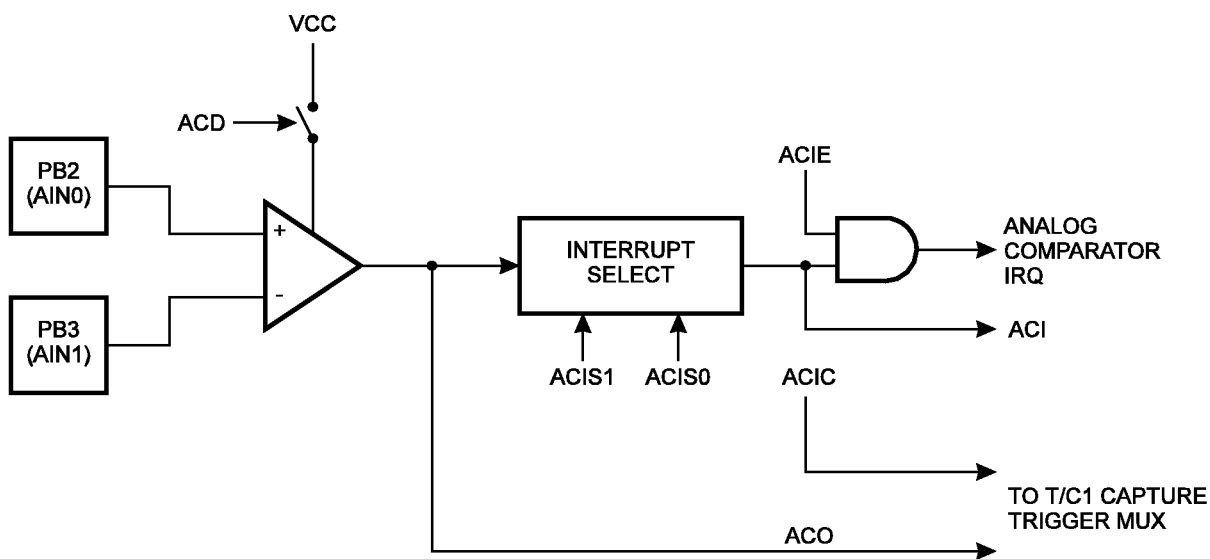 VCC
ACD
PB2
(AIN0)
+
-
PB3
(AIN1)
INTERRUPT
SELECT
ACIS1
ACIS0
ACIE
ANALOG
COMPARATOR
IRQ
ACI
ACIC
TO T/C1 CAPTURE
TRIGGER MUX
ACO